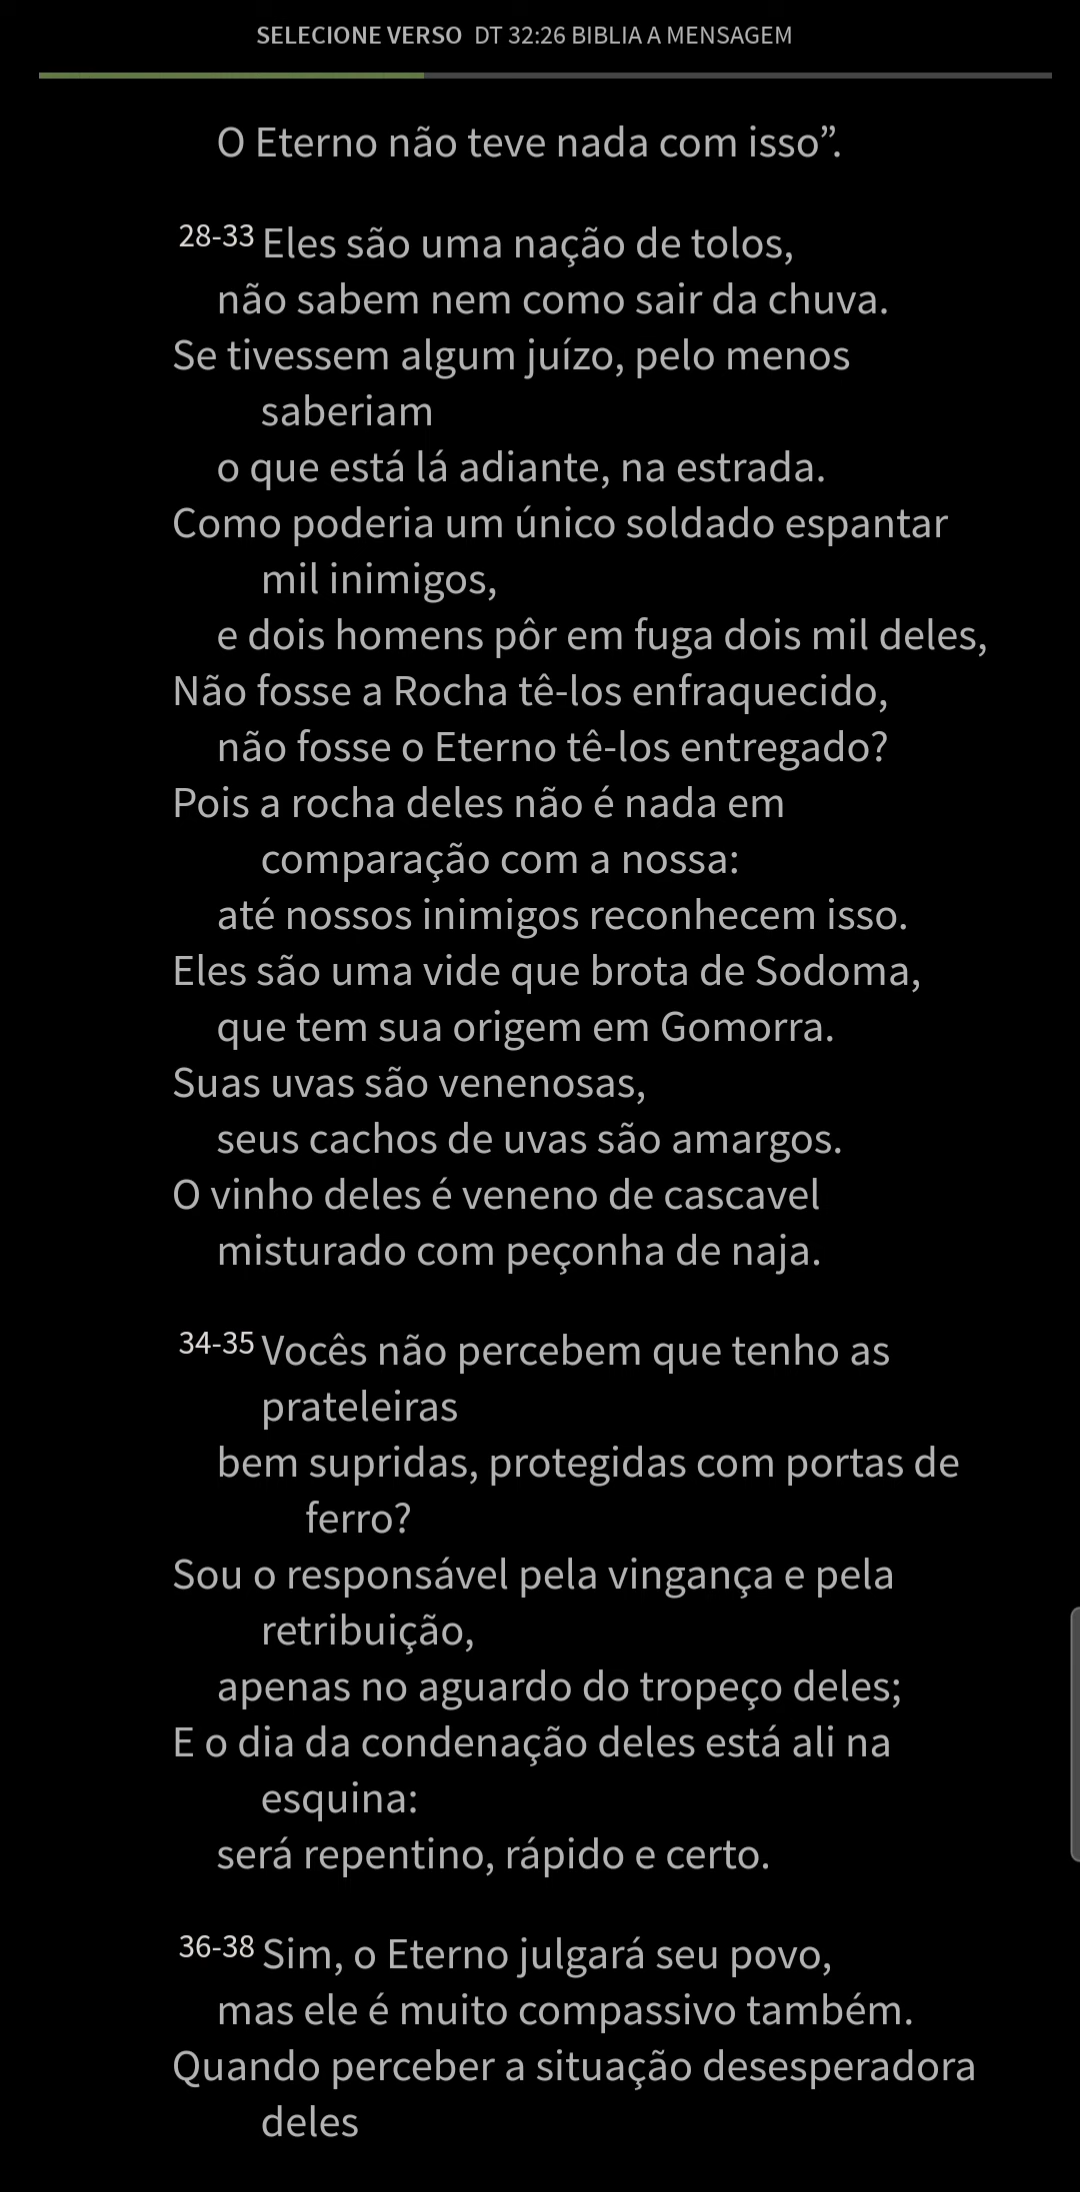 SELECIONE VERSO DT 32:26 BIBLIA A MENSAGEM
O Eterno não teve nada com isso”.
28-33 Eles são uma nação de tolos,
não sabem nem como sair da chuva.
Se tivessem algum juízo, pelo menos
saberiam
o que está lá adiante, na estrada.
Como poderia um único soldado espantar
mil inimigos,
e dois homens pôr em fuga dois mil deles,
Não fosse a Rocha tê-los enfraquecido,
não fosse o Eterno tê-los entregado?
Pois a rocha deles não é nada em
comparação com a nossa:
até nossos inimigos reconhecem isso.
Eles são uma vide que brota de Sodoma,
que tem sua origem em Gomorra.
Suas uvas são venenosas,
seus cachos de uvas são amargos.
O vinho deles é veneno de cascavel
misturado com peçonha de naja.
34-35 Vocês não percebem que tenho as
prateleiras
bem supridas, protegidas com portas de
ferro?
Sou o responsável pela vingança e pela
retribuição,
apenas no aguardo do tropeço deles;
E o dia da condenação deles está ali na
esquina:
será repentino, rápido e certo.
36-38 Sim, o Eterno julgará seu povo,
mas ele é muito compassivo também.
Quando perceber a situação desesperadora
deles